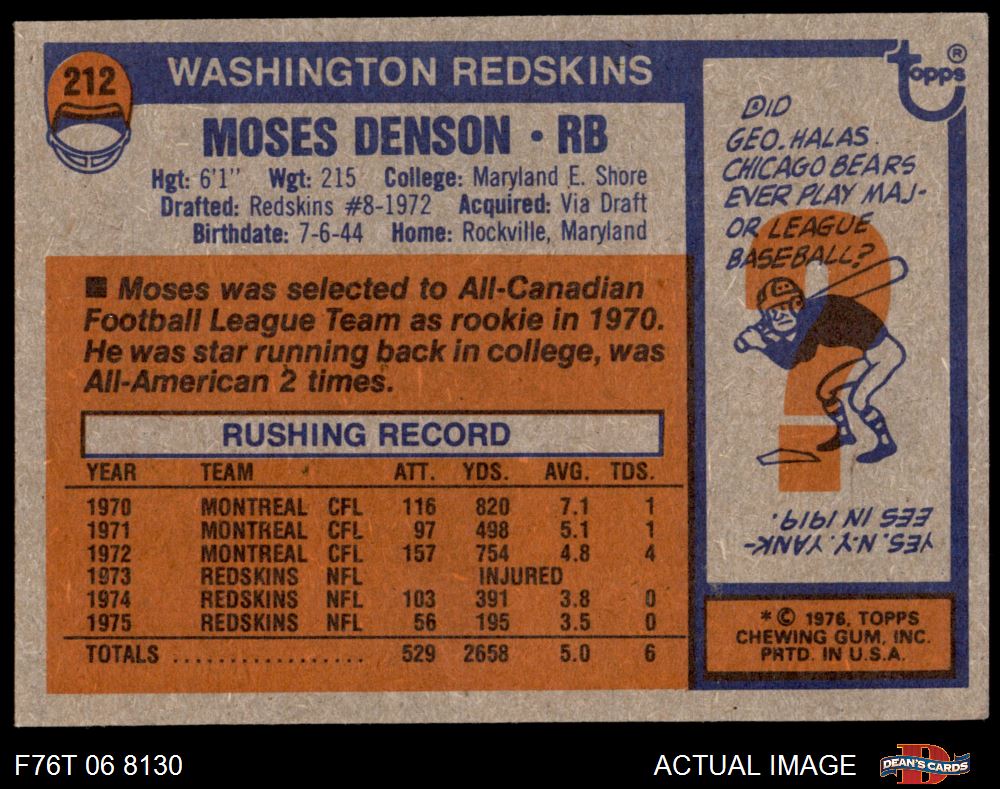 212
WASHINGTON REDSKINS
MOSES DENSON • RB
Hgt: 6'1" Wgt: 215 College: Maryland E. Shore
Drafted: Redskins #8-1972 Acquired: Via Draft
Birthdate: 7-6-44 Home: Rockville, Maryland
■ Moses was selected to All-Canadian
Football League Team as rookie in 1970.
He was star running back in college, was
All-American 2 times.
RUSHING RECORD
YEAR TEAM ATT. YDS. AVG. TDS.
1970 MONTREAL CFL 116 820 7.1 1
1971 MONTREAL CFL 97 498 5.1 1
1972 MONTREAL CFL 157 754 4.8 4
1973 REDSKINS NFL INJURED
1974 REDSKINS NFL 103 391 3.8 0
1975 REDSKINS NFL 56 195 3.5 0
TOTALS .................. 529 2658 5.0 6
topps®
DID
GEO. HALAS
CHICAGO BEARS
EVER PLAY MAJ-
OR LEAGUE
BASEBALL?
?
YES. N.Y. YANK-
EES IN 1919.
*© 1976, TOPPS
CHEWING GUM, INC.
PRTD. IN U.S.A.
F76T 06 8130
ACTUAL IMAGE
D
DEAN'S CARDS